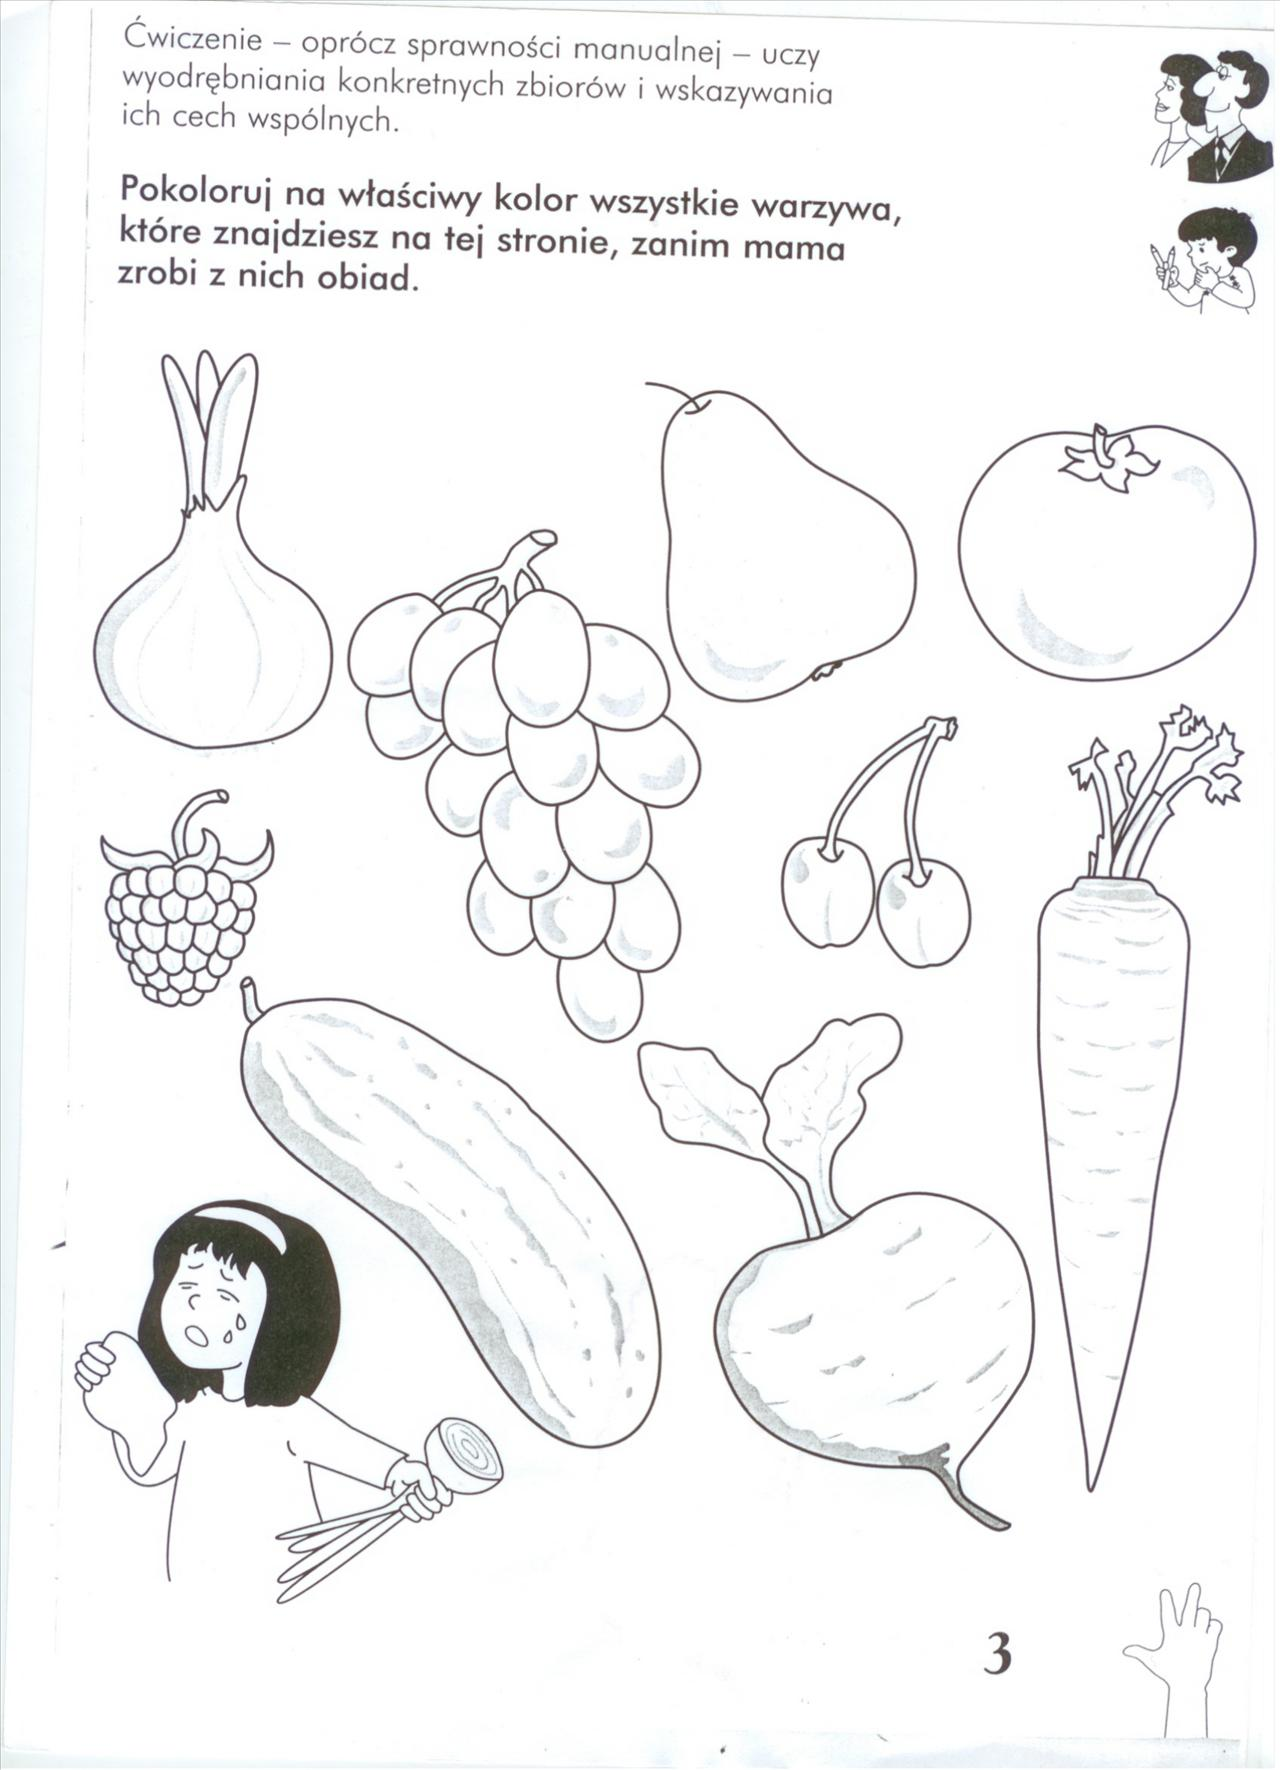 Ćwiczenie – oprócz sprawności manualnej – uczy
wyodrębniania konkretnych zbiorów i wskazywania
ich cech wspólnych.
Pokoloruj na właściwy kolor wszystkie warzywa,
które znajdziesz na tej stronie, zanim mama
zrobi z nich obiad.
3